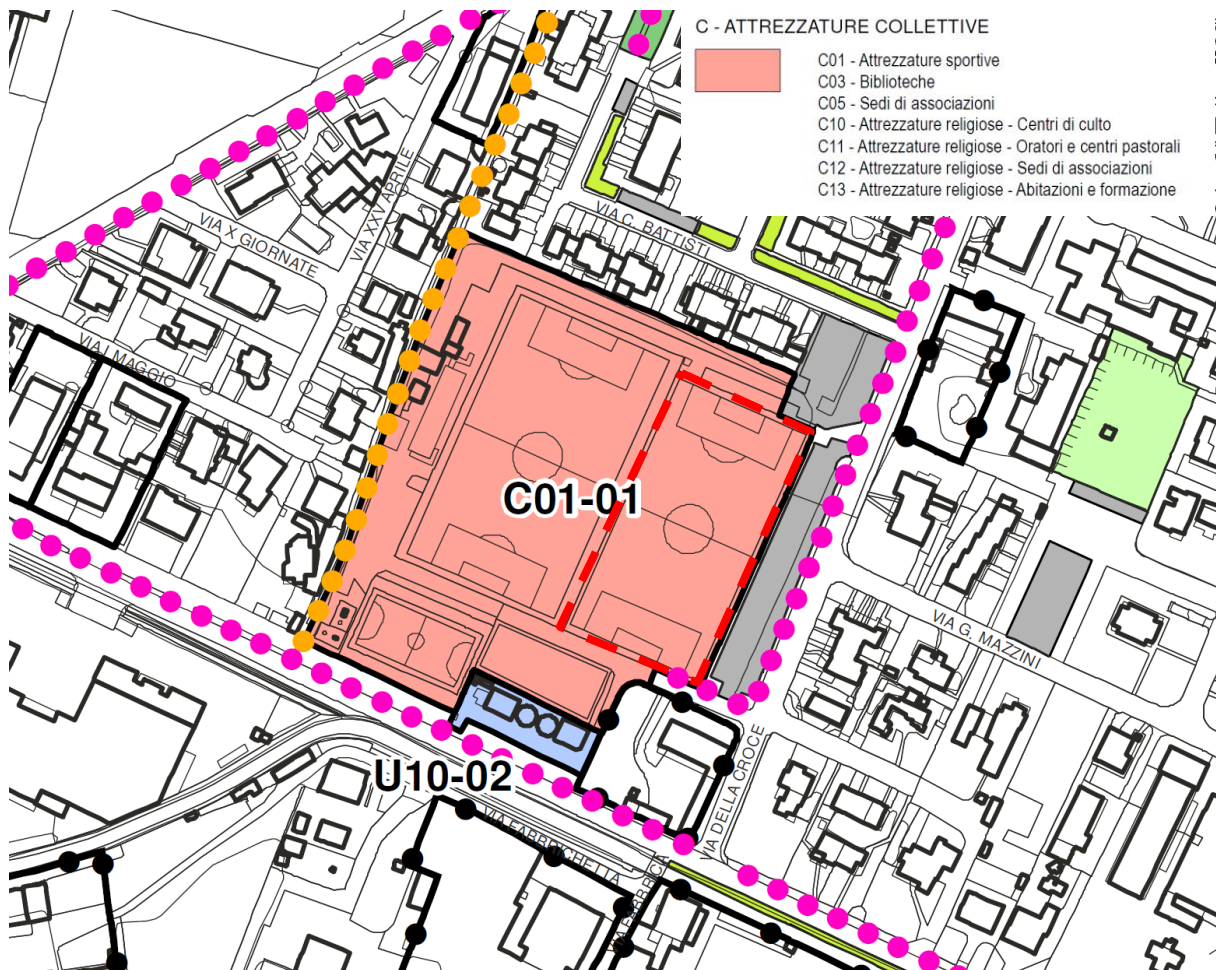 C - ATTREZZATURE COLLETTIVE
C01 - Attrezzature sportive
C03 - Biblioteche
C05 - Sedi di associazioni
C10 - Attrezzature religiose - Centri di culto
C11 - Attrezzature religiose - Oratori e centri pastorali
C12 - Attrezzature religiose - Sedi di associazioni
C13 - Attrezzature religiose - Abitazioni e formazione
VIA C. BATTISTI
VIA XXV APRILE
VIA X GIORNATE
VIA I MAGGIO
C01-01
VIA G. MAZZINI
U10-02
VIA DELLA CROCE
VIA FABBRICHETTA
VIA FABBRICA